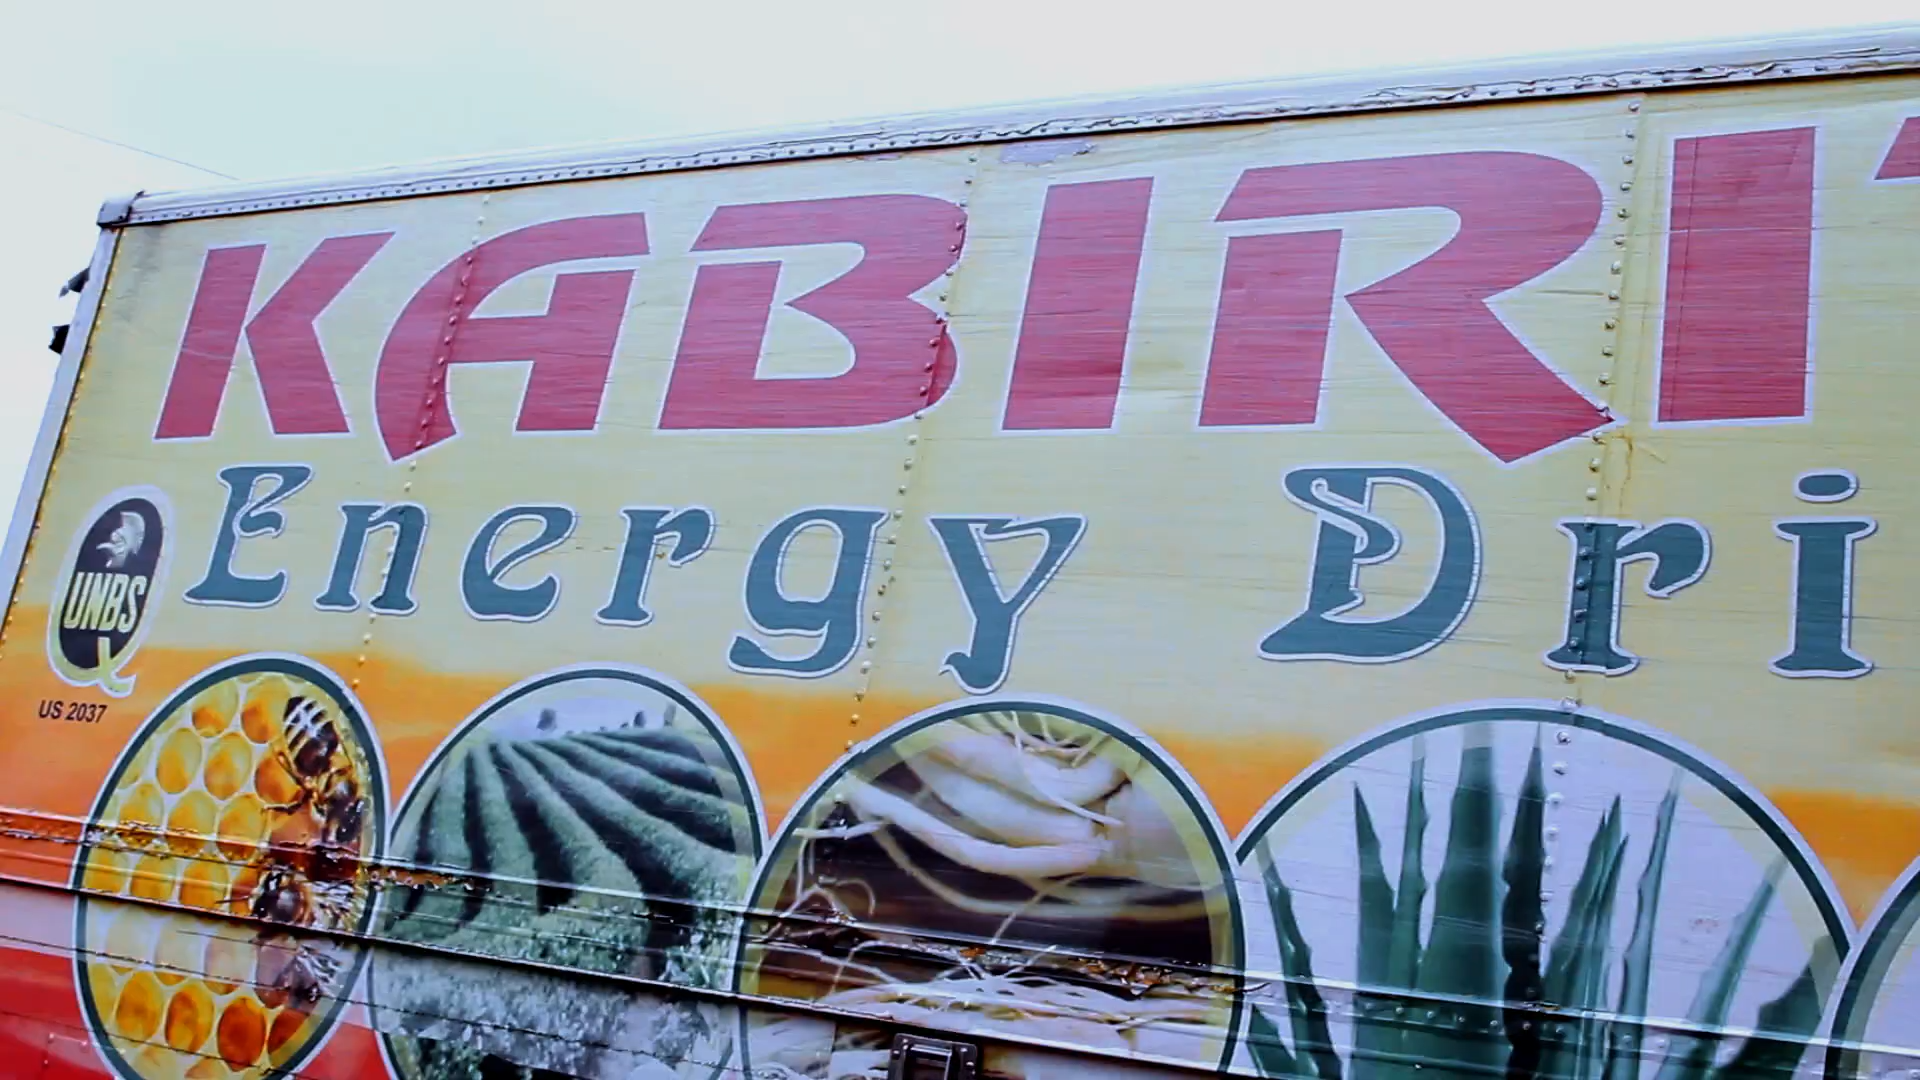 KABIRI
Energy Dri
UNBS
Q
US 2037